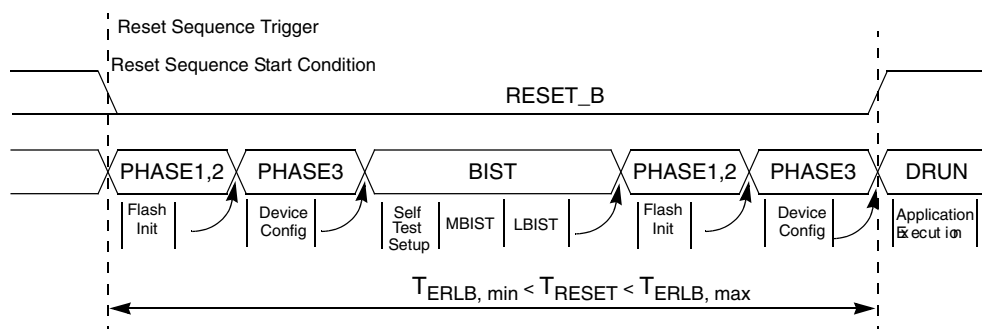 Reset Sequence Trigger
Reset Sequence Start Condition
RESET_B
PHASE1,2 PHASE3 BIST PHASE1,2 PHASE3 DRUN
Flash Init
Device Config
Self Test Setup
MBIST
LBIST
Flash Init
Device Config
Application Execution
TERLB, min < TRESET < TERLB, max